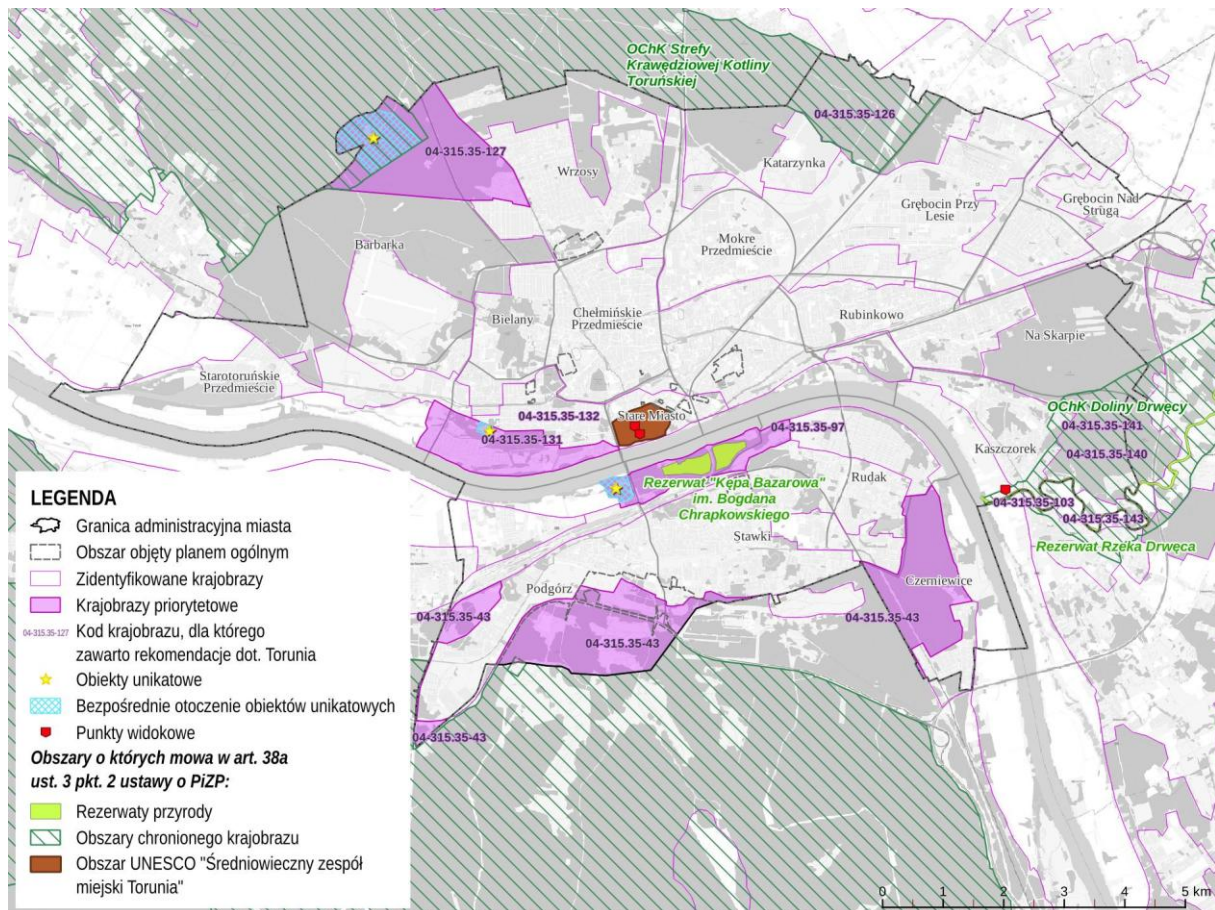 OChK Strefy
Krawędziowej Kotliny
Toruńskiej
04-315.35-126
04-315.35-127
Wrzosy
Katarzynka
Grębocin Przy
Lesie
Grębocin Nad
Strugą
Barbarka
Mokre
Przedmieście
Bielany
Chełmińskie
Przedmieście
Rubinkowo
Na Skarpie
Starotoruńskie
Przedmieście
04-315.35-132
Stare Miasto
04-315.35-131
04-315.35-97
OChK Doliny Drwęcy
04-315.35-141
04-315.35-140
Kaszczorek
Rudak
Rezerwat "Kępa Bazarowa"
im. Bogdana
Chrapkowskiego
04-315.35-103
04-315.35-143
Rezerwat Rzeka Drwęca
Stawki
Czerniewice
Podgórz
04-315.35-43
04-315.35-43
04-315.35-43
04-315.35-43
LEGENDA
Granica administracyjna miasta
Obszar objęty planem ogólnym
Zidentyfikowane krajobrazy
Krajobrazy priorytetowe
04-315.35-127 Kod krajobrazu, dla którego
zawarto rekomendacje dot. Torunia
Obiekty unikatowe
Bezpośrednie otoczenie obiektów unikatowych
Punkty widokowe
Obszary o których mowa w art. 38a
ust. 3 pkt. 2 ustawy o PiZP:
Rezerwaty przyrody
Obszary chronionego krajobrazu
Obszar UNESCO "Średniowieczny zespół
miejski Torunia"
0 1 2 3 4 5 km